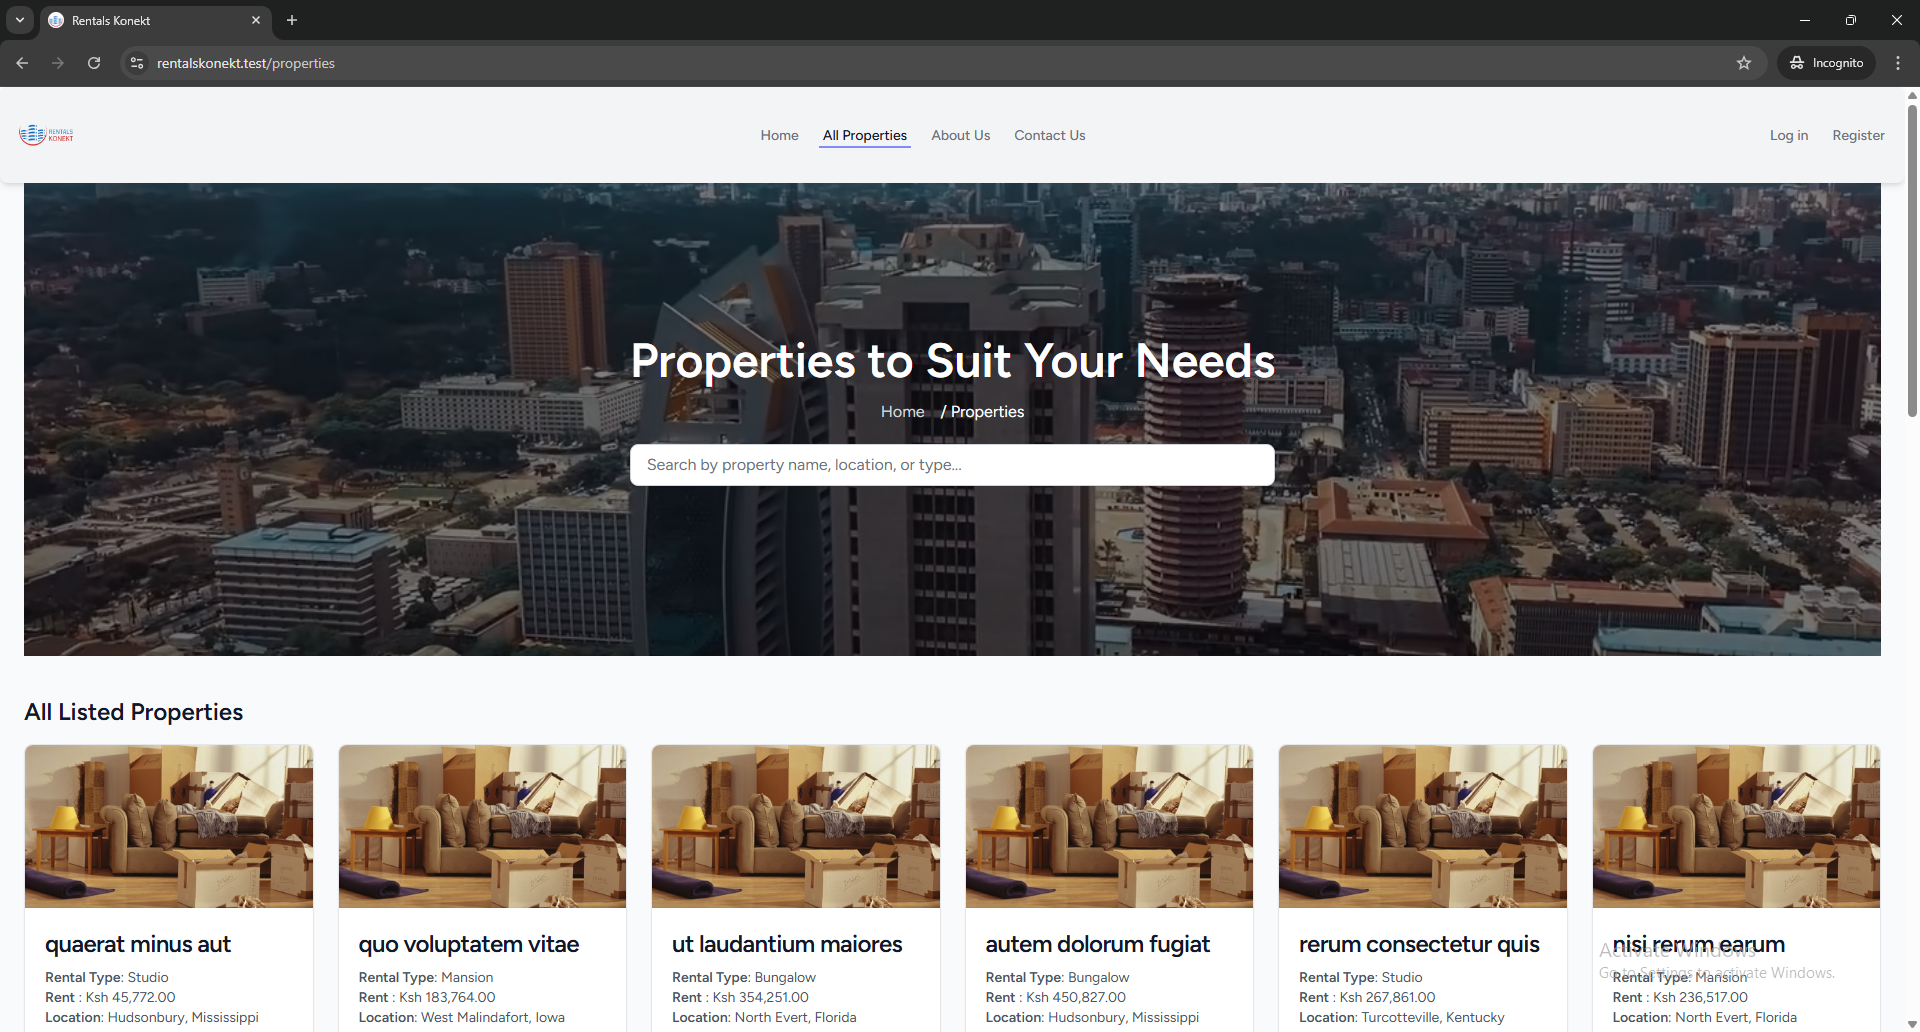 Rentals Konekt
rentalskonekt.test/properties
Incognito
RENTALS
KONEKT
Home
All Properties
About Us
Contact Us
Log in
Register
Properties to Suit Your Needs
Home / Properties
Search by property name, location, or type...
All Listed Properties
quaerat minus aut
Rental Type: Studio
Rent : Ksh 45,772.00
Location: Hudsonbury, Mississippi
quo voluptatem vitae
Rental Type: Mansion
Rent : Ksh 183,764.00
Location: West Malindafort, Iowa
ut laudantium maiores
Rental Type: Bungalow
Rent : Ksh 354,251.00
Location: North Evert, Florida
autem dolorum fugiat
Rental Type: Bungalow
Rent : Ksh 450,827.00
Location: Hudsonbury, Mississippi
rerum consectetur quis
Rental Type: Studio
Rent : Ksh 267,861.00
Location: Turcotteville, Kentucky
nisi rerum earum
Rental Type: Mansion
Rent : Ksh 236,517.00
Location: North Evert, Florida
Activate Windows
Go to Settings to activate Windows.